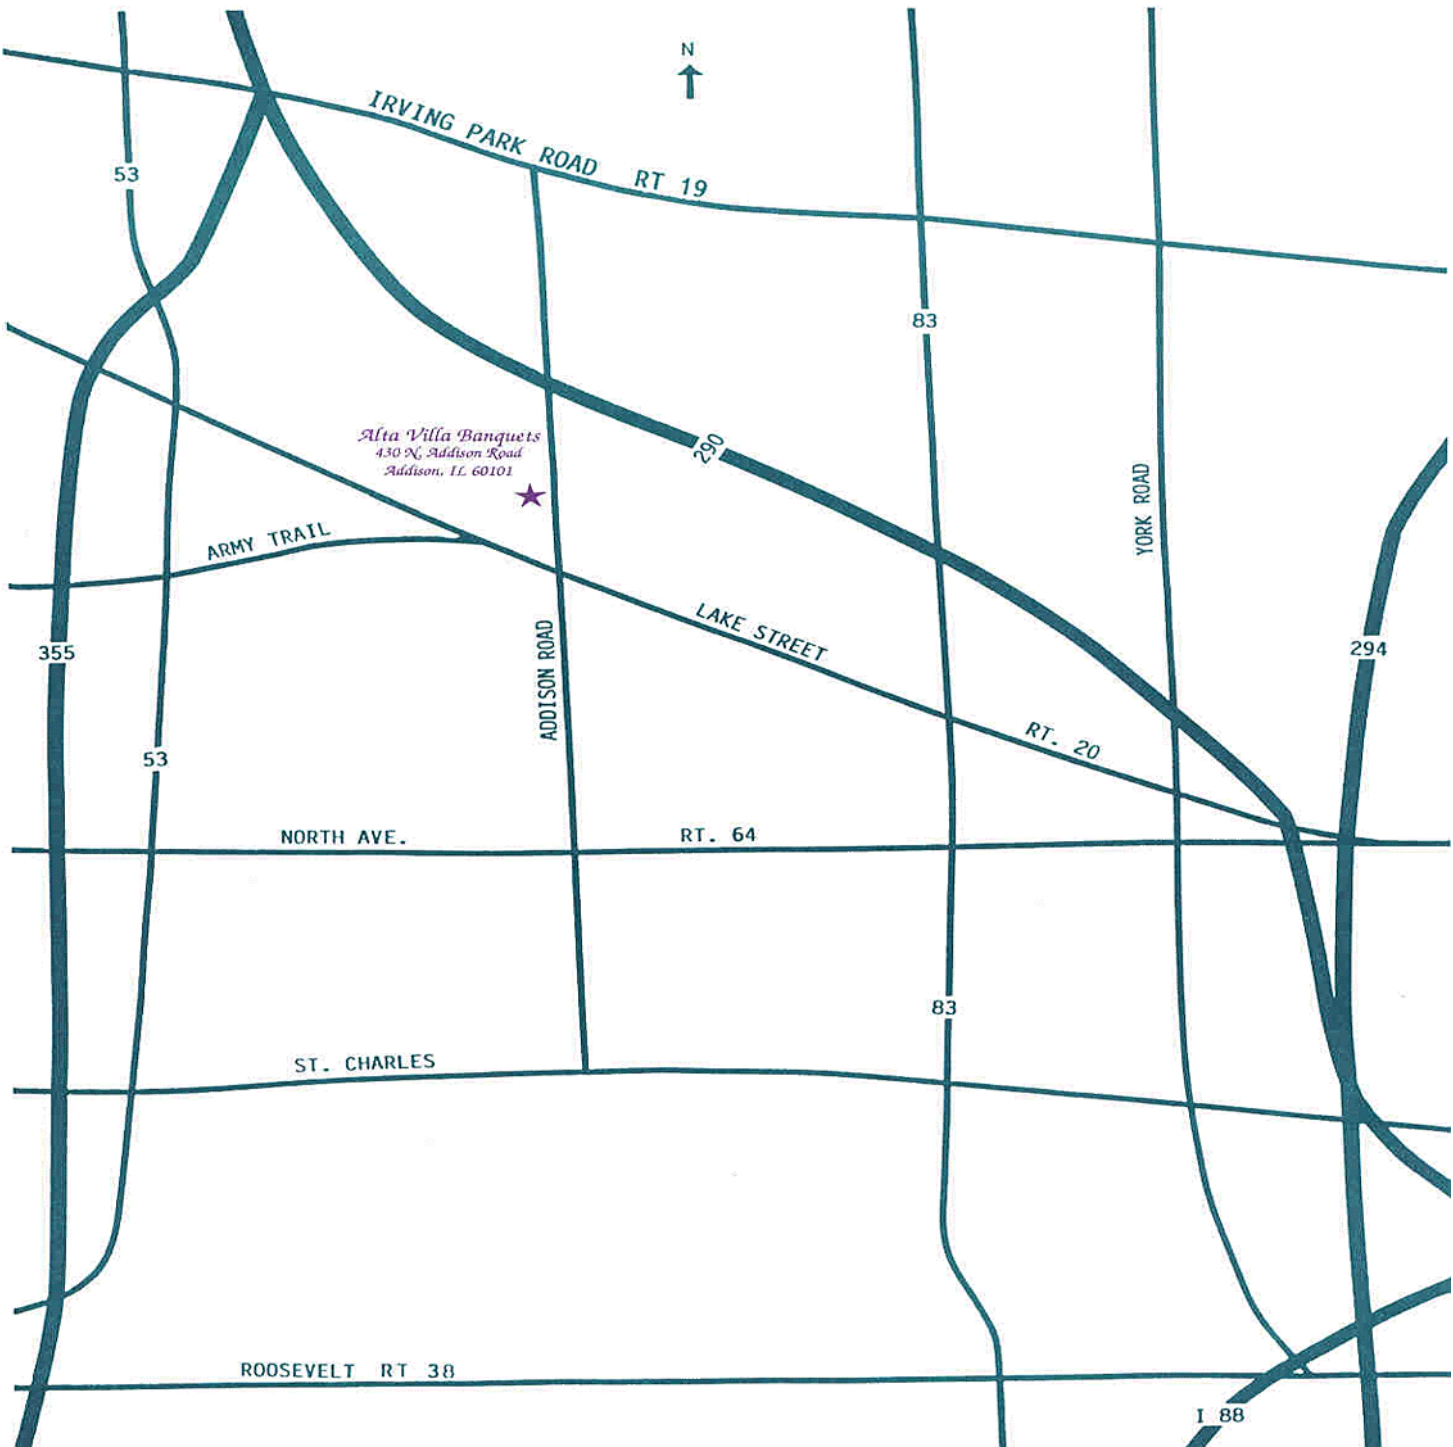 N
IRVING PARK ROAD RT 19
53
83
Alta Villa Banquets
430 N. Addison Road
Addison, IL 60101
290
YORK ROAD
ARMY TRAIL
LAKE STREET
ADDISON ROAD
355
294
RT. 20
53
NORTH AVE.
RT. 64
83
ST. CHARLES
ROOSEVELT RT 38
I 88